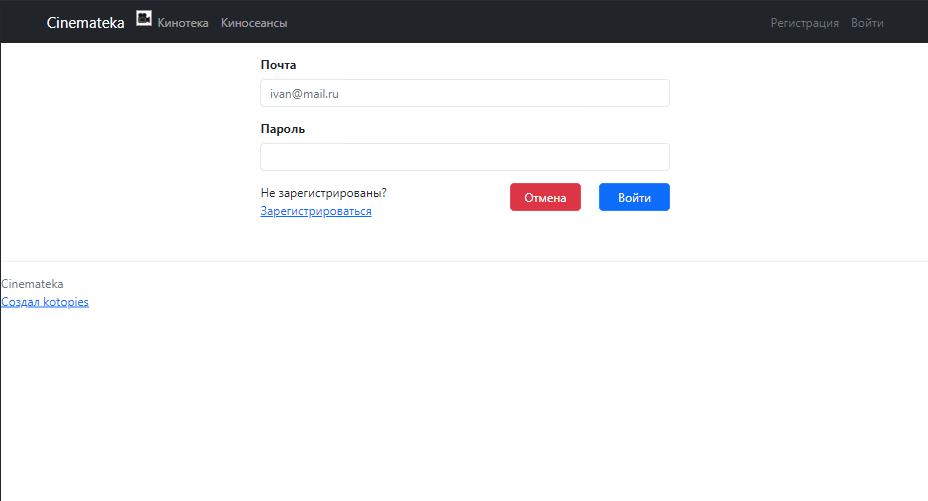 Cinemateka Кинотека Киносеансы Регистрация Войти
Почта
ivan@mail.ru
Пароль
Не зарегистрированы? Отмена Войти
Зарегистрироваться
Cinemateka
Создал kotopies